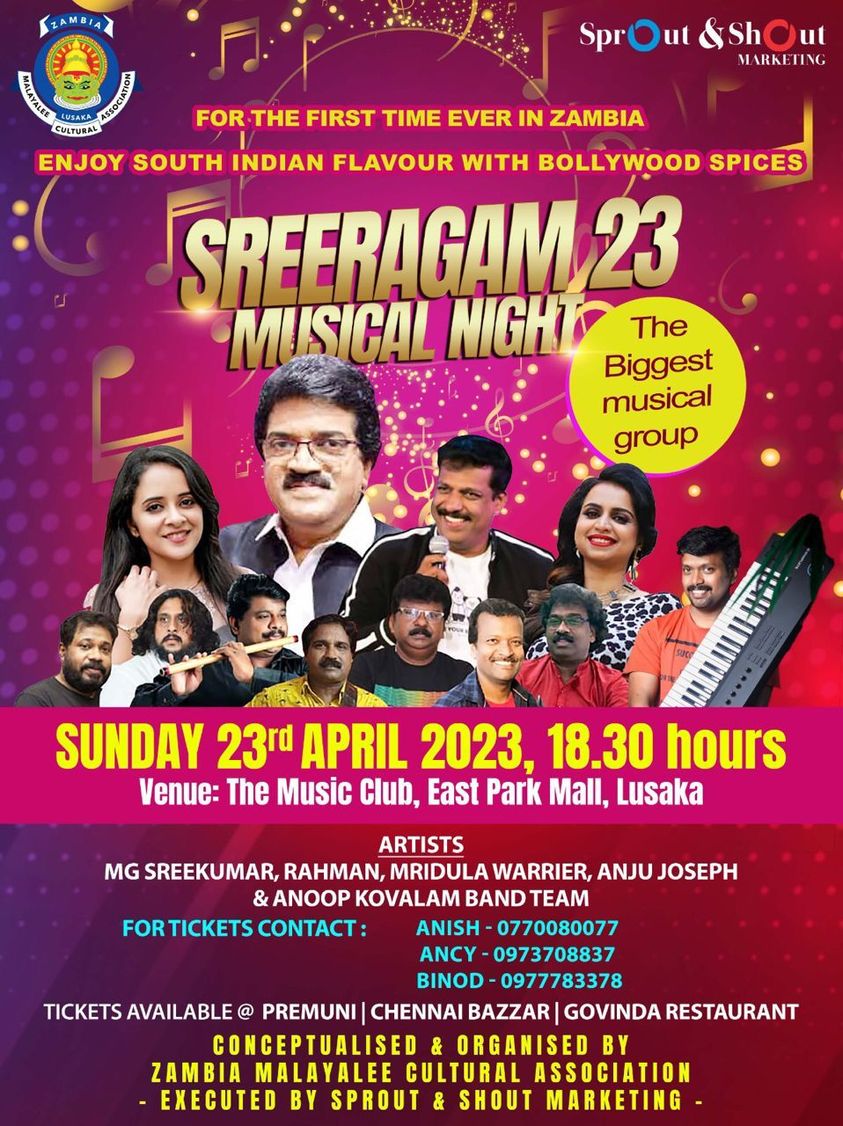 ZAMBIA
MALAYALEE
LUSAKA
CULTURAL
ASSOCIATION
SprOut & ShOut
MARKETING
FOR THE FIRST TIME EVER IN ZAMBIA
ENJOY SOUTH INDIAN FLAVOUR WITH BOLLYWOOD SPICES
SREERAGAM 23
MUSICAL NIGHT
The
Biggest
musical
group
SUNDAY 23rd APRIL 2023, 18.30 hours
Venue: The Music Club, East Park Mall, Lusaka
ARTISTS
MG SREEKUMAR, RAHMAN, MRIDULA WARRIER, ANJU JOSEPH
& ANOOP KOVALAM BAND TEAM
FOR TICKETS CONTACT : ANISH - 0770080077
ANCY - 0973708837
BINOD - 0977783378
TICKETS AVAILABLE @ PREMUNI | CHENNAI BAZZAR | GOVINDA RESTAURANT
CONCEPTUALISED & ORGANISED BY
ZAMBIA MALAYALEE CULTURAL ASSOCIATION
- EXECUTED BY SPROUT & SHOUT MARKETING -